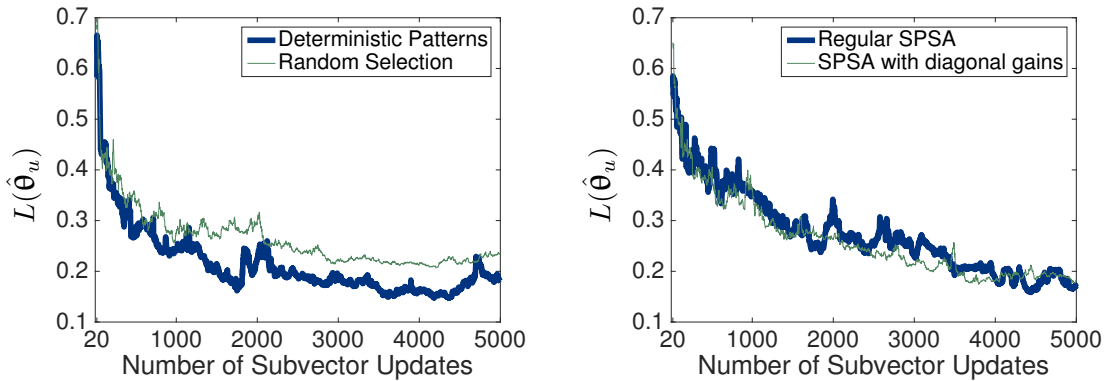 0.7
0.6
0.5
0.4
0.3
0.2
0.1
L(θ̂ᵤ)
Deterministic Patterns
Random Selection
20 1000 2000 3000 4000 5000
Number of Subvector Updates
0.7
0.6
0.5
0.4
0.3
0.2
0.1
L(θ̂ᵤ)
Regular SPSA
SPSA with diagonal gains
20 1000 2000 3000 4000 5000
Number of Subvector Updates